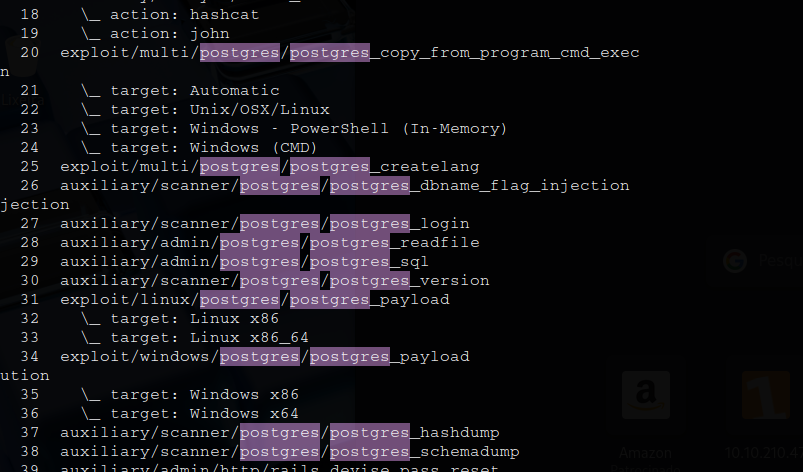 18 \_ action: hashcat
19 \_ action: john
20 exploit/multi/postgres/postgres_copy_from_program_cmd_exec
n
21 \_ target: Automatic
22 \_ target: Unix/OSX/Linux
23 \_ target: Windows - PowerShell (In-Memory)
24 \_ target: Windows (CMD)
25 exploit/multi/postgres/postgres_createlang
26 auxiliary/scanner/postgres/postgres_dbname_flag_injection
jection
27 auxiliary/scanner/postgres/postgres_login
28 auxiliary/admin/postgres/postgres_readfile
29 auxiliary/admin/postgres/postgres_sql
30 auxiliary/scanner/postgres/postgres_version
31 exploit/linux/postgres/postgres_payload
32 \_ target: Linux x86
33 \_ target: Linux x86_64
34 exploit/windows/postgres/postgres_payload
ution
35 \_ target: Windows x86
36 \_ target: Windows x64
37 auxiliary/scanner/postgres/postgres_hashdump
38 auxiliary/scanner/postgres/postgres_schemadump
39 auxiliary/admin/http/rails_devise_pass_reset
Amazon